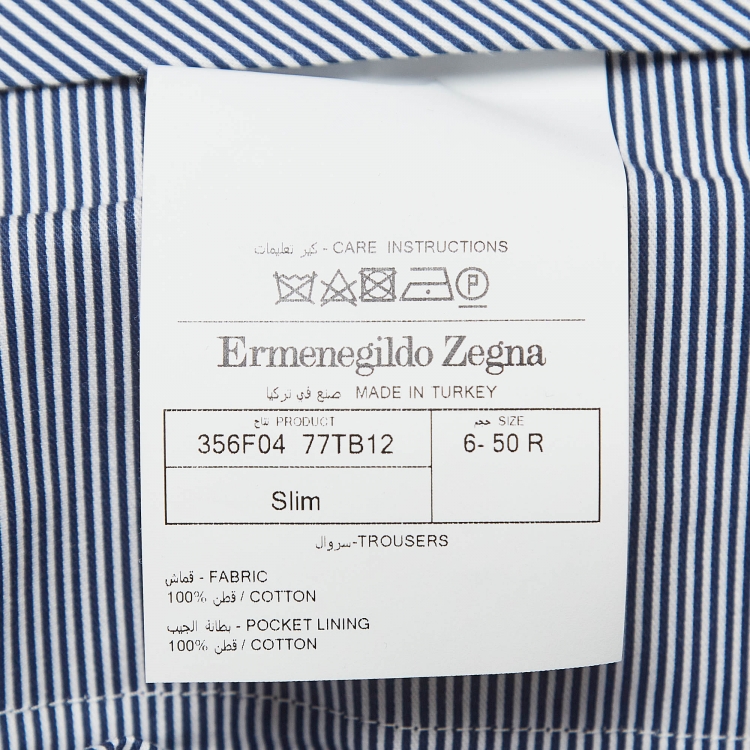 كير تعليمات - CARE INSTRUCTIONS
P
Ermenegildo Zegna
صنع في تركيا MADE IN TURKEY
نتاج PRODUCT
356F04 77TB12
حجم SIZE
6- 50 R
Slim
سروال-TROUSERS
قماش - FABRIC
100% قطن / COTTON
بطانة الجيب - POCKET LINING
100% قطن / COTTON